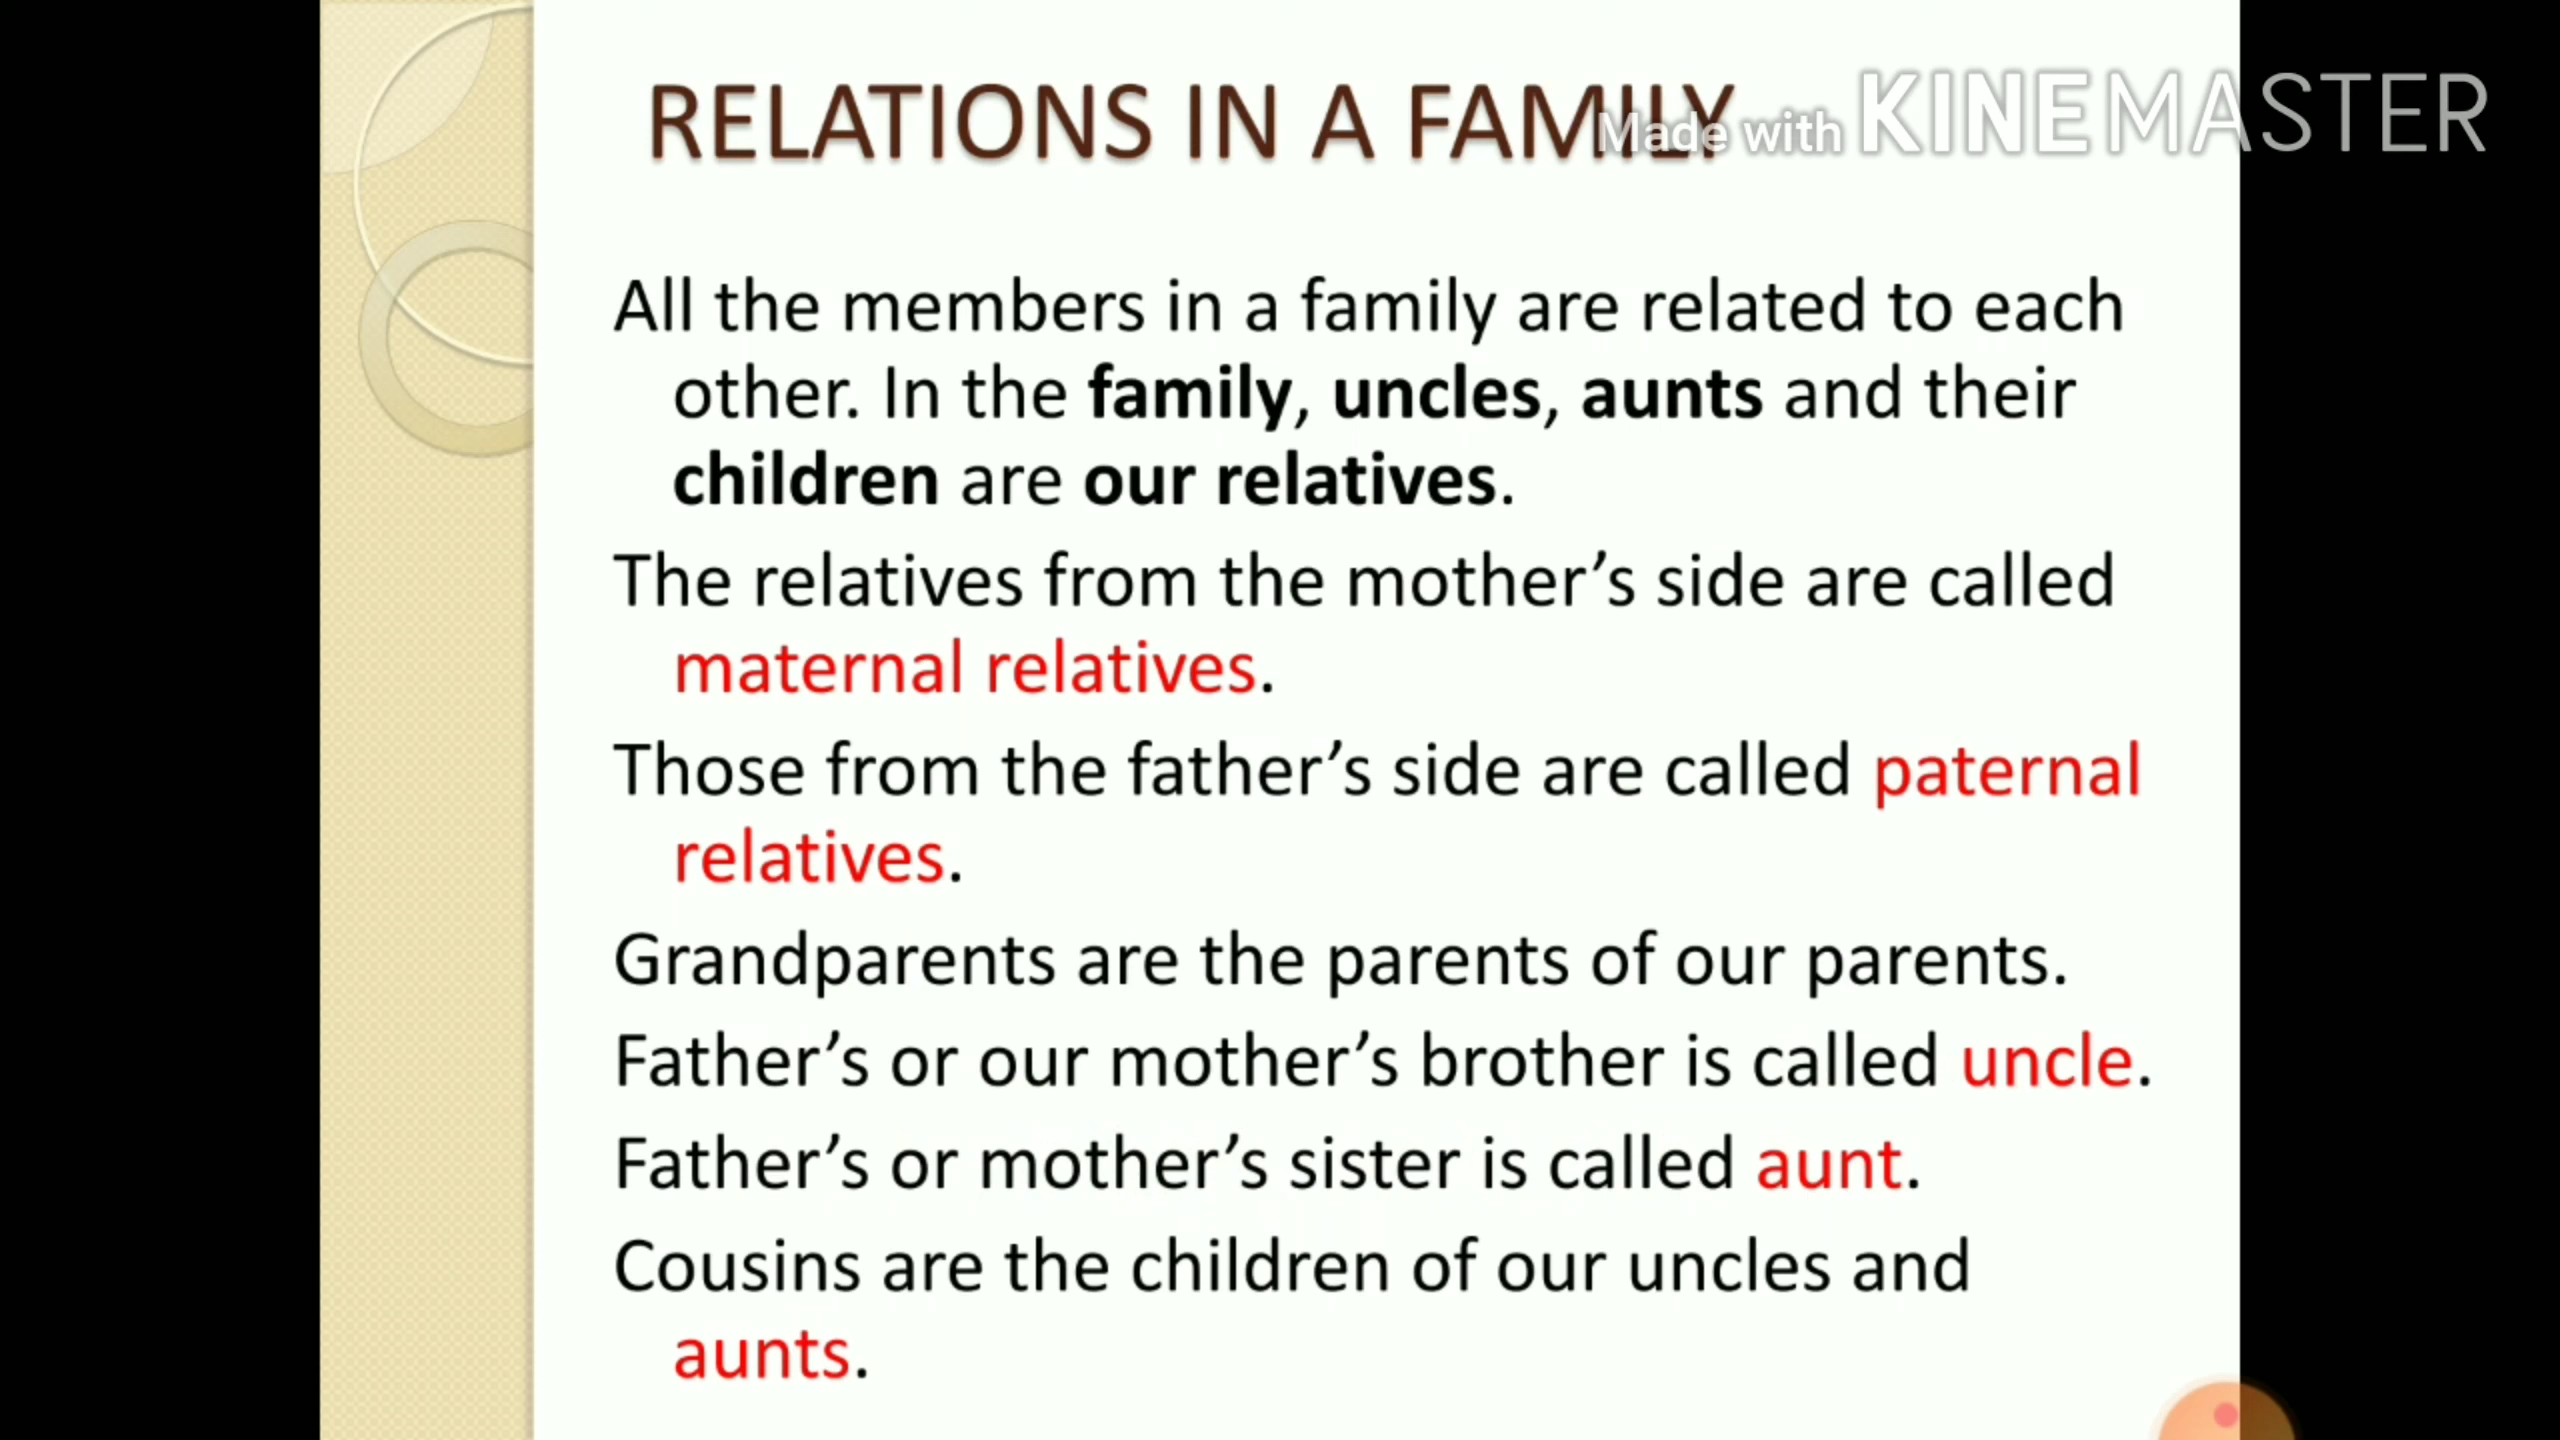 RELATIONS IN A FAMILY
Made with KINEMASTER
All the members in a family are related to each
other. In the family, uncles, aunts and their
children are our relatives.
The relatives from the mother’s side are called
maternal relatives.
Those from the father’s side are called paternal
relatives.
Grandparents are the parents of our parents.
Father’s or our mother’s brother is called uncle.
Father’s or mother’s sister is called aunt.
Cousins are the children of our uncles and
aunts.